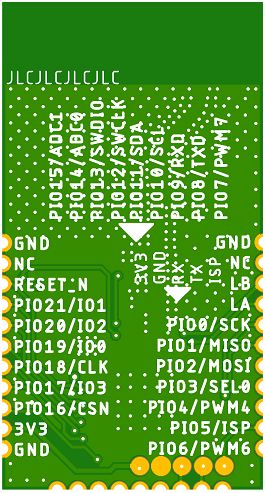 JLCJLCJLCJLC
PIO15/ADC1
PIO14/ADC0
PIO13/SWDIO
PIO12/SWCLK
PIO11/SDA
PIO10/SCL
PIO9/RXD
PIO8/TXD
PIO7/PWM7
3V3
GND
RX
TX
ISP
GND
NC
RESET_N
PIO21/IO1
PIO20/IO2
PIO19/IO0
PIO18/CLK
PIO17/IO3
PIO16/CSN
3V3
GND
GND
NC
LB
LA
PIO0/SCK
PIO1/MISO
PIO2/MOSI
PIO3/SEL0
PIO4/PWM4
PIO5/ISP
PIO6/PWM6